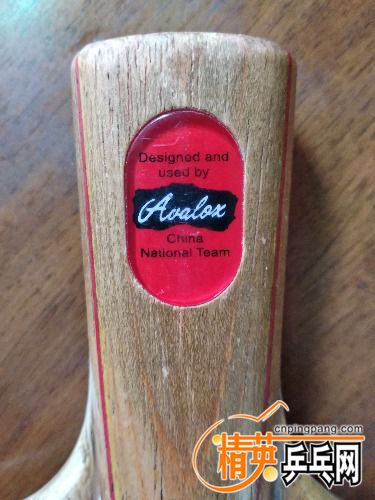 Designed and
used by
Avalox
China
National Team
cnpingpang.com
精英乒乓网